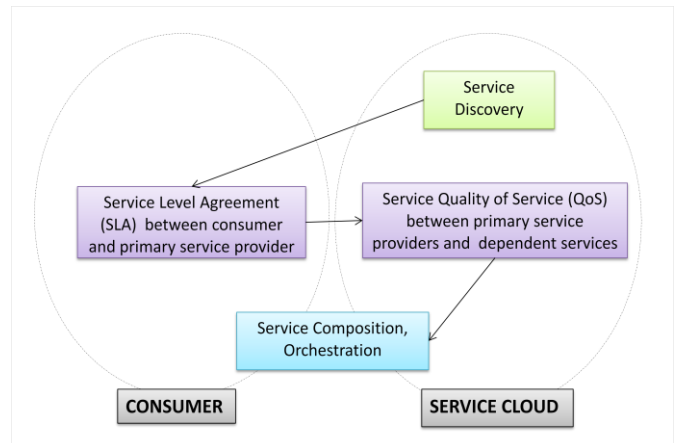 Service
Discovery
Service Level Agreement
(SLA) between consumer
and primary service provider
Service Quality of Service (QoS)
between primary service
providers and dependent services
Service Composition,
Orchestration
CONSUMER
SERVICE CLOUD